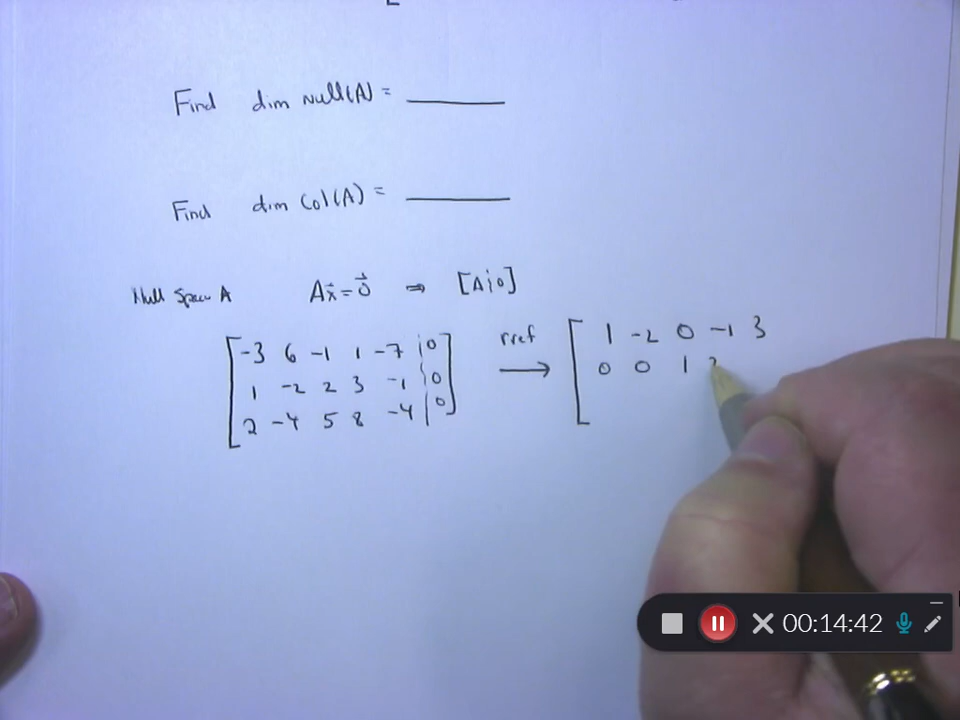 Find dim Null(A) =
Find dim Col(A) =
Null Space A Ax⃗=0⃗ ⇒ [A¦0]
-3 6 -1 1 -7 0 rref → 1 -2 0 -1 3
1 -2 2 3 -1 0 0 0 1
2 -4 5 8 -4 0
00:14:42